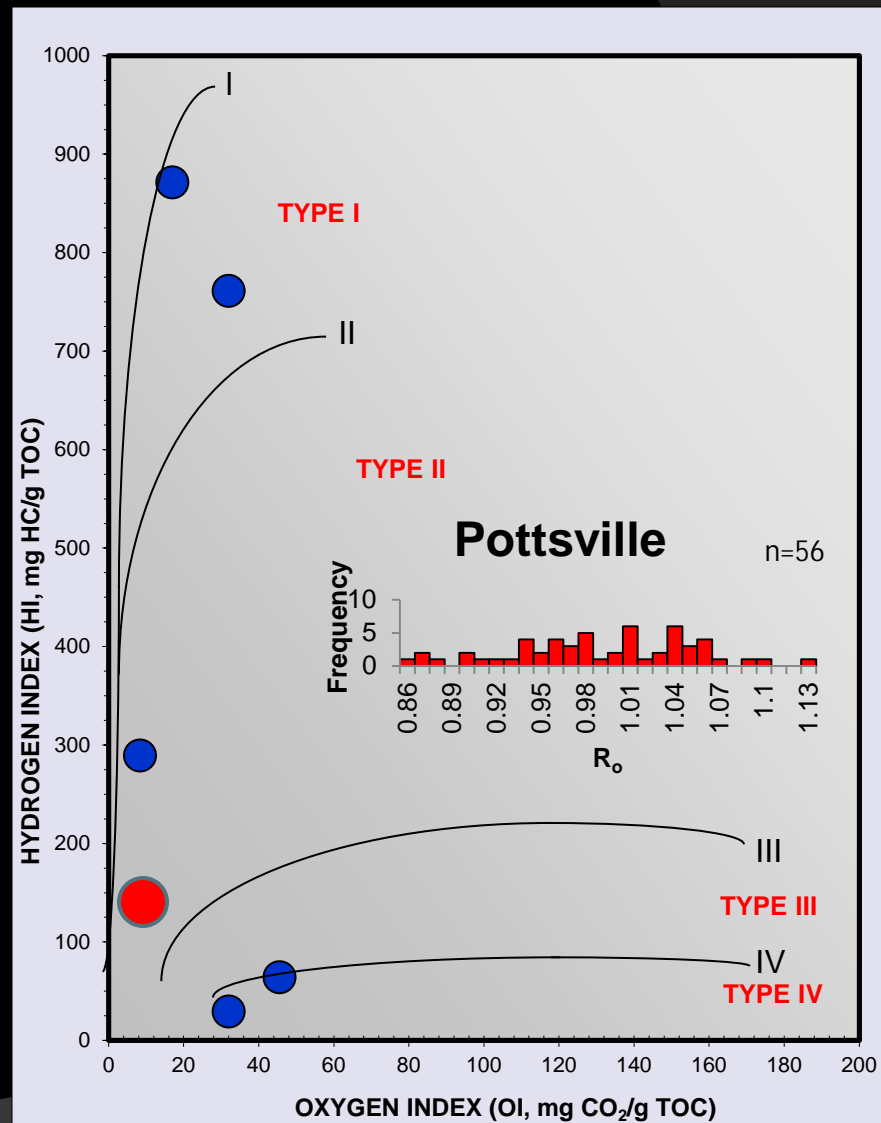 1000
I
900
TYPE I
800
II
700
600
TYPE II
500
Pottsville
n=56
400
300
200
100
0
HYDROGEN INDEX (HI, mg HC/g TOC)
Frequency
10
5
0
0.86
0.89
0.92
0.95
0.98
1.01
1.04
1.07
1.1
1.13
Ro
III
TYPE III
IV
TYPE IV
0 20 40 60 80 100 120 140 160 180 200
OXYGEN INDEX (OI, mg CO₂/g TOC)